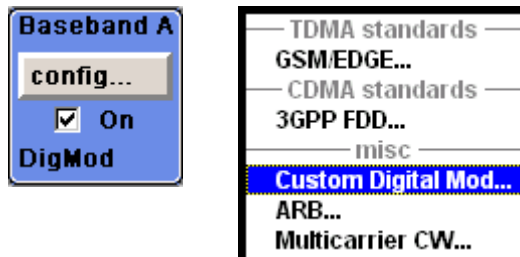 Baseband A
config...
On
DigMod
TDMA standards
GSM/EDGE...
CDMA standards
3GPP FDD...
misc
Custom Digital Mod...
ARB...
Multicarrier CW...